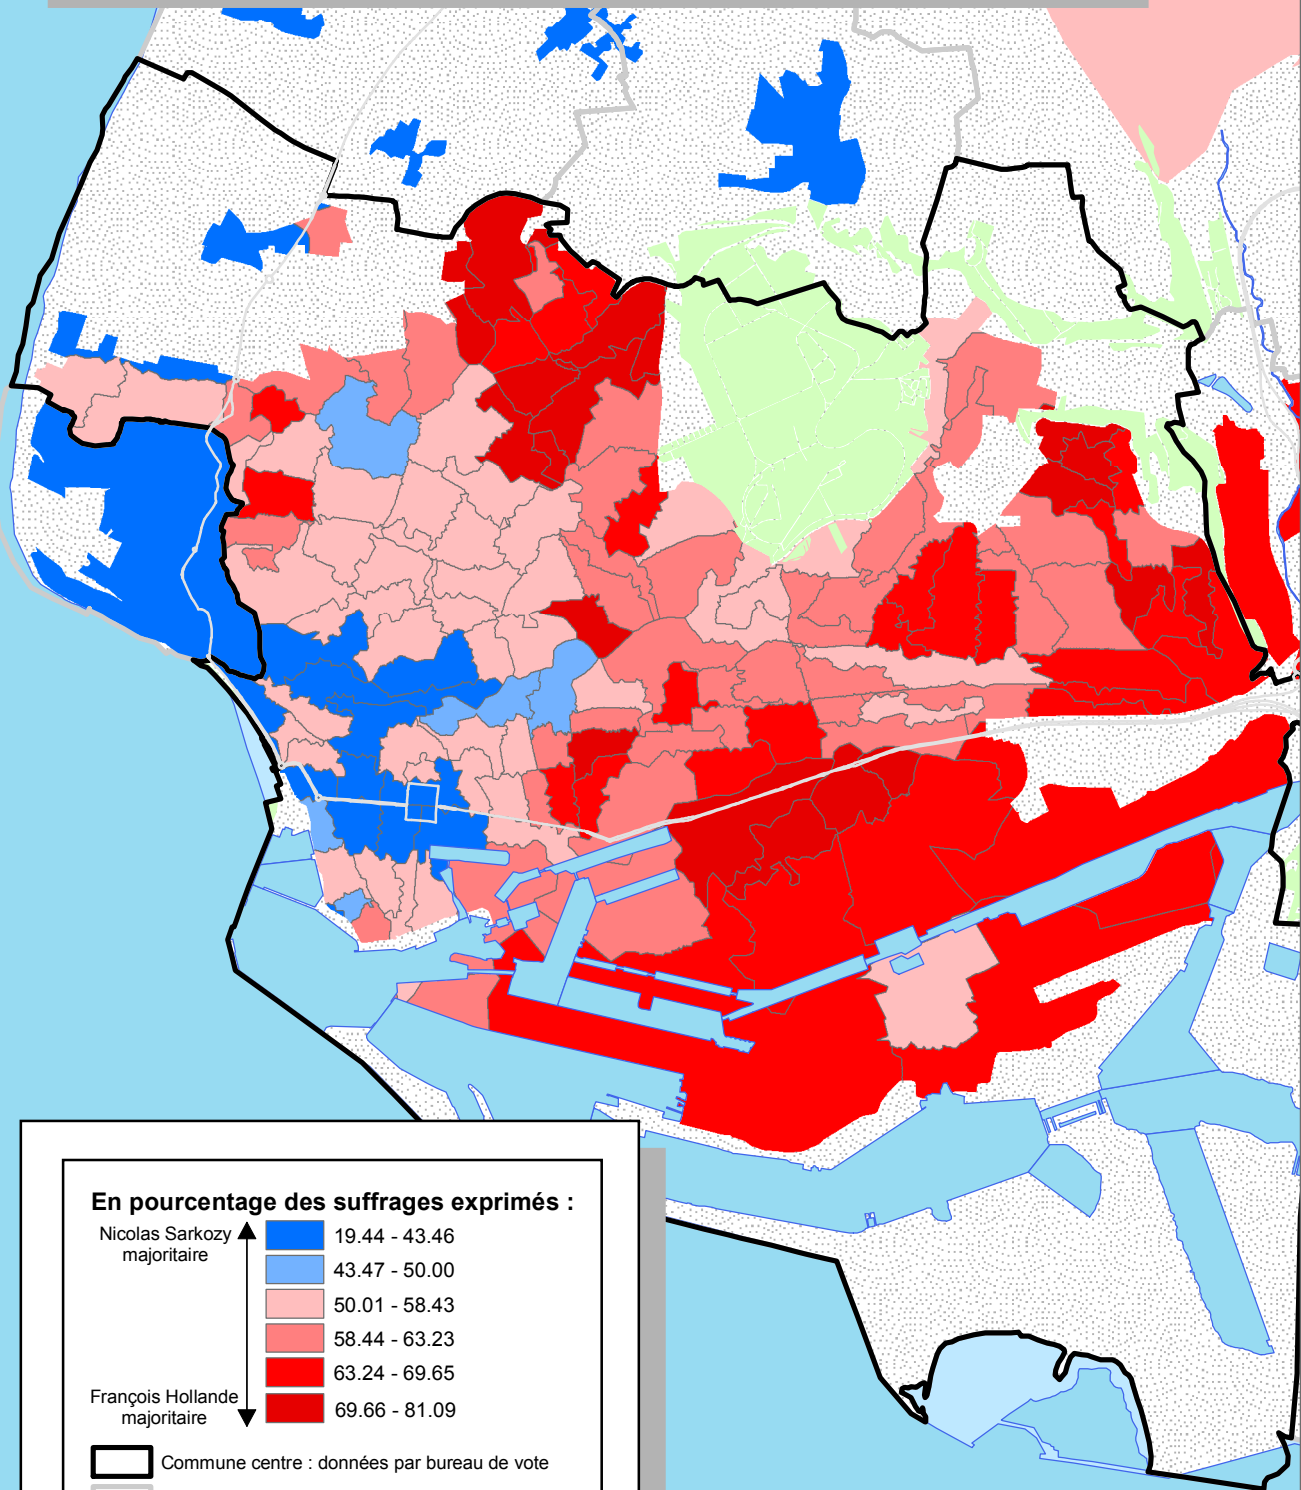 En pourcentage des suffrages exprimés :
Nicolas Sarkozy
majoritaire
19.44 - 43.46
43.47 - 50.00
50.01 - 58.43
58.44 - 63.23
63.24 - 69.65
69.66 - 81.09
François Hollande
majoritaire
Commune centre : données par bureau de vote